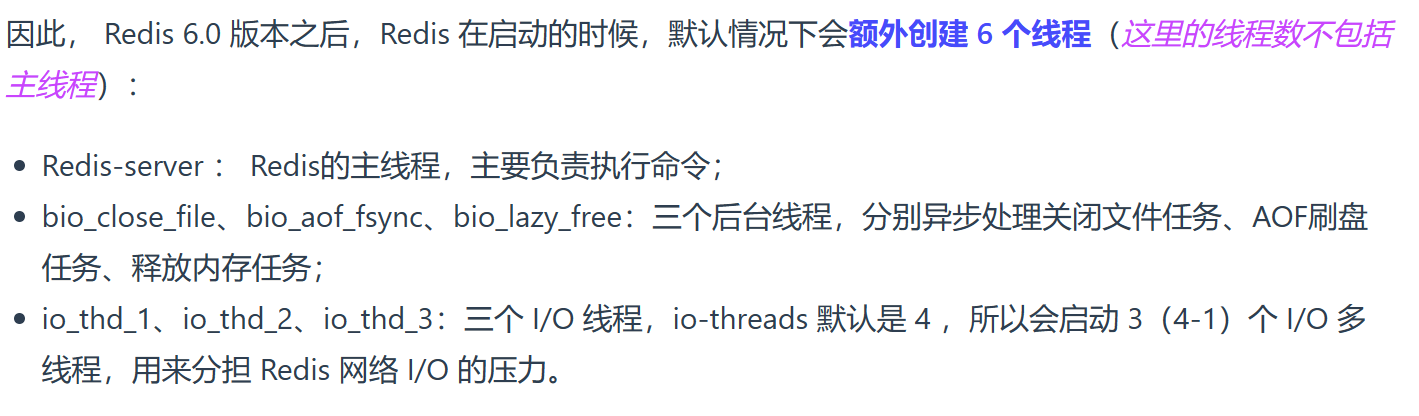 因此， Redis 6.0 版本之后，Redis 在启动的时候，默认情况下会额外创建 6 个线程（这里的线程数不包括
主线程）：
Redis-server ： Redis的主线程，主要负责执行命令；
bio_close_file、bio_aof_fsync、bio_lazy_free：三个后台线程，分别异步处理关闭文件任务、AOF刷盘
任务、释放内存任务；
io_thd_1、io_thd_2、io_thd_3：三个 I/O 线程，io-threads 默认是 4 ，所以会启动 3（4-1）个 I/O 多
线程，用来分担 Redis 网络 I/O 的压力。